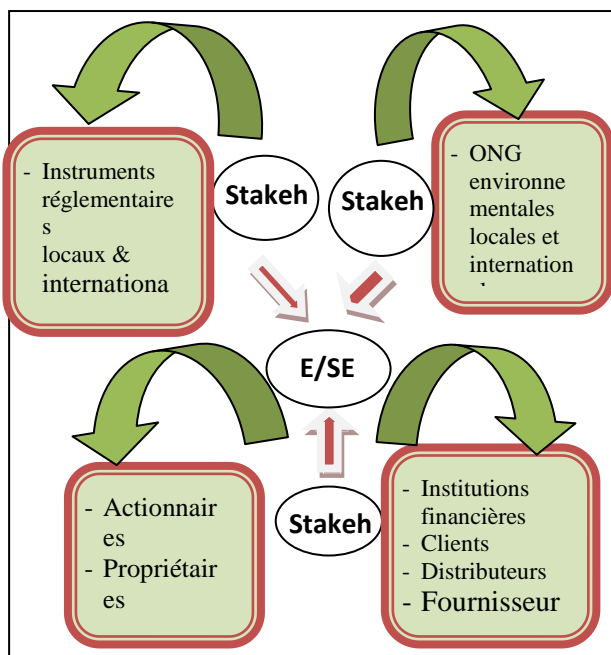 - Instruments
réglementaire
s
locaux &
internationa
Stakeh
Stakeh
- ONG
environne
mentales
locales et
internation
E/SE
- Actionnair
es
- Propriétair
es
Stakeh
- Institutions
financières
- Clients
- Distributeurs
- Fournisseur